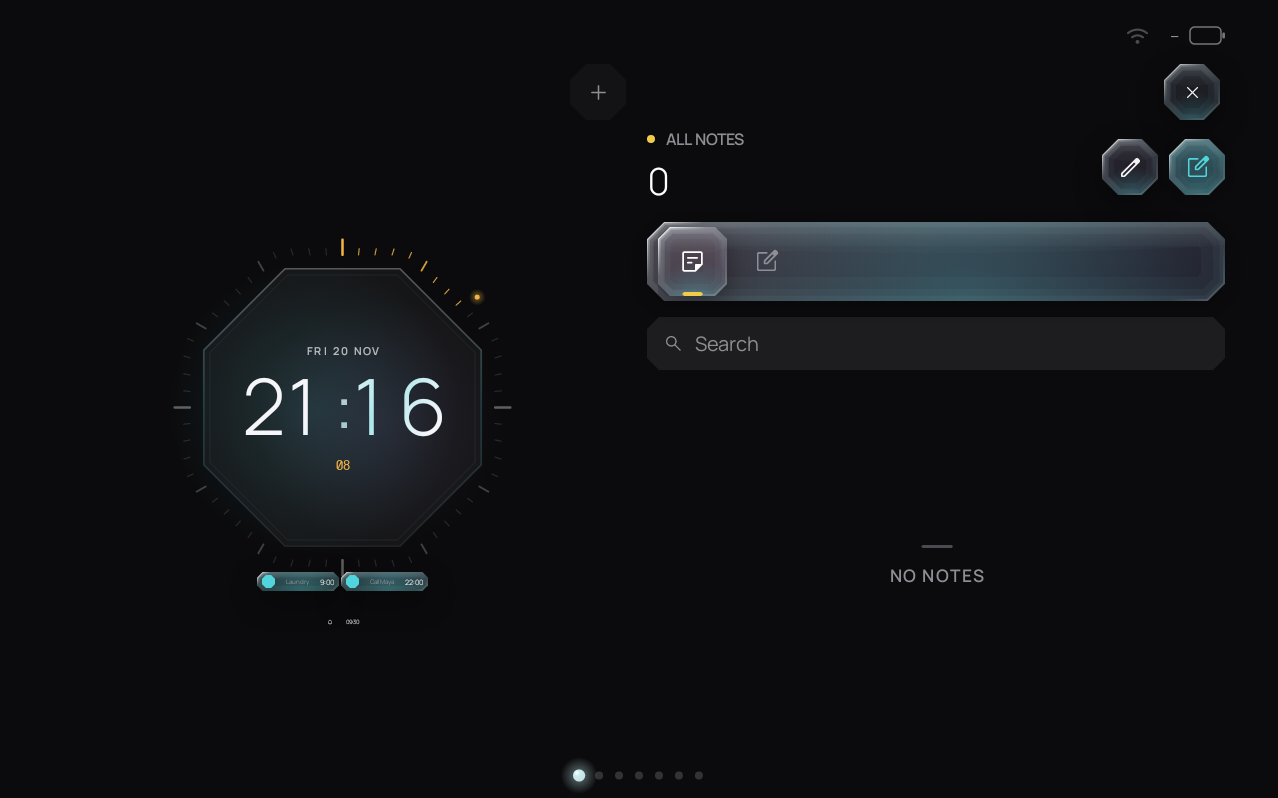 ALL NOTES
0
Search
FRI 20 NOV
21:16
08
NO NOTES
Laundry 9:00
Call Maya 22:00
0930